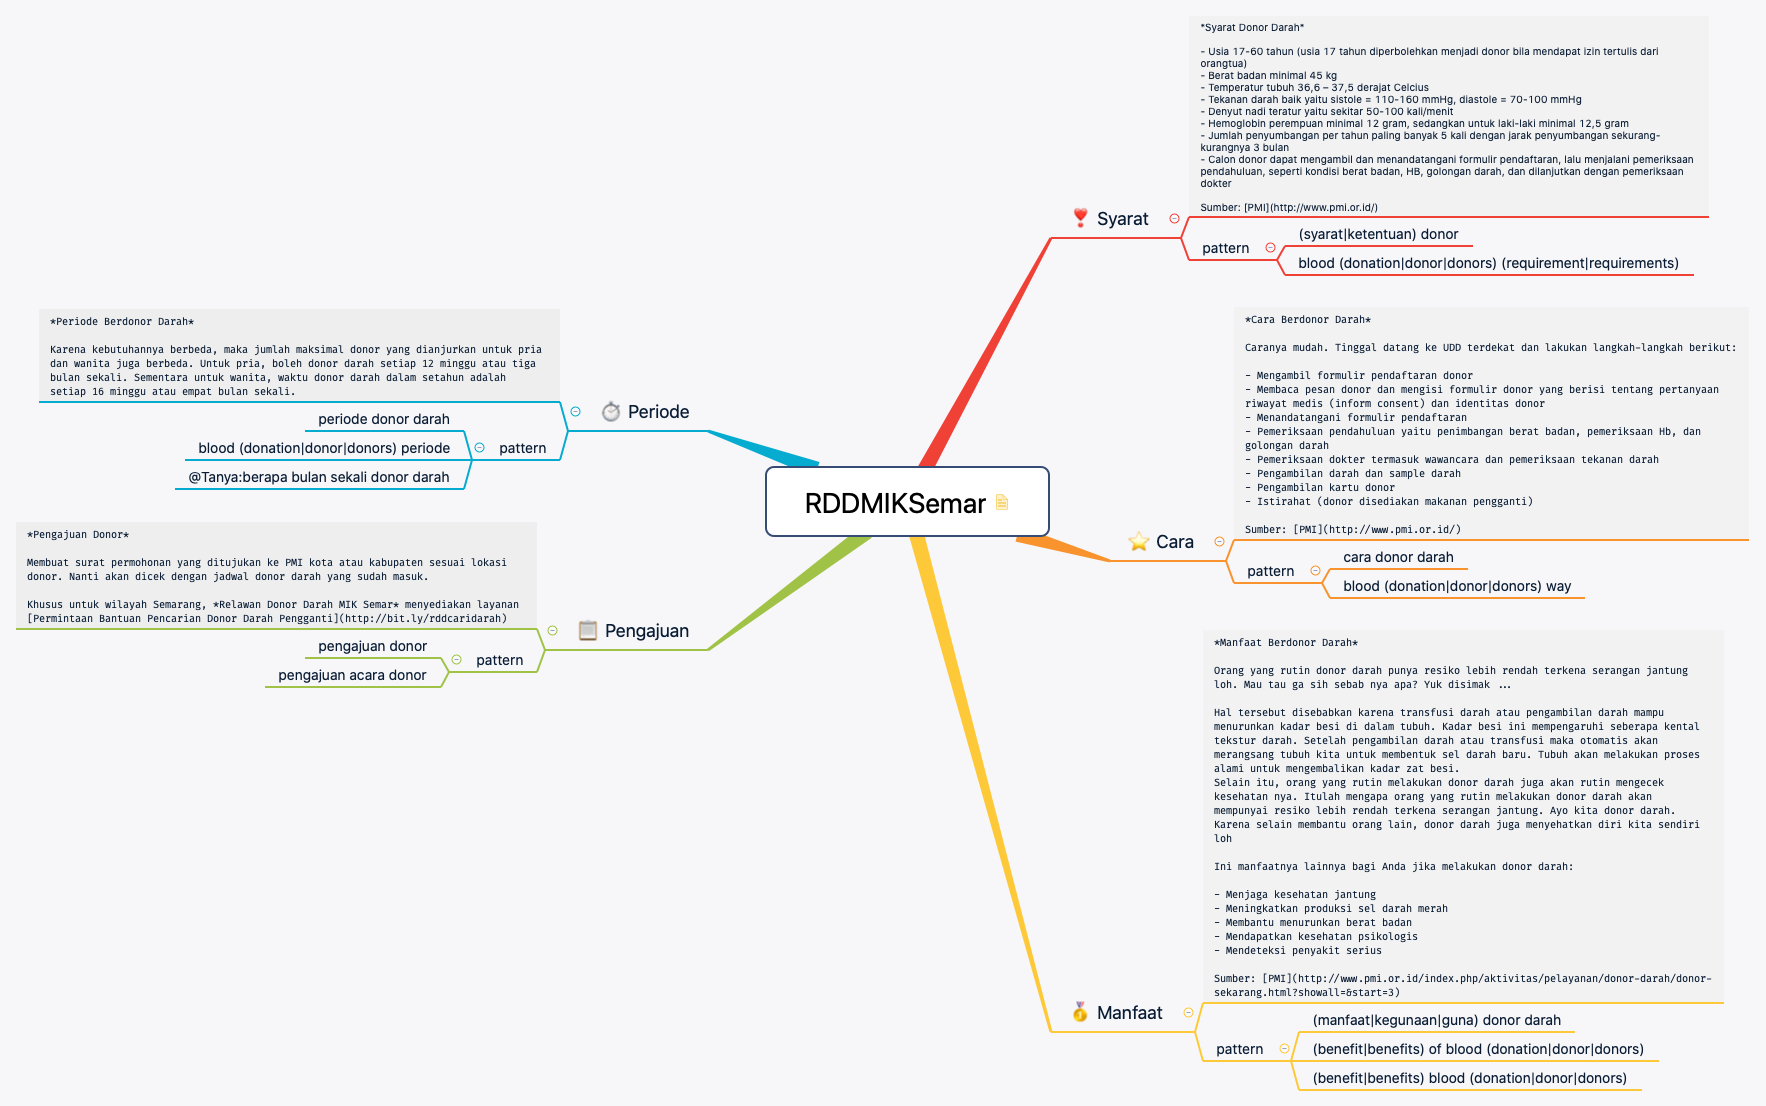 RDDMIKSemar
Syarat
*Syarat Donor Darah*
- Usia 17-60 tahun (usia 17 tahun diperbolehkan menjadi donor bila mendapat izin tertulis dari
orangtua)
- Berat badan minimal 45 kg
- Temperatur tubuh 36,6 – 37,5 derajat Celcius
- Tekanan darah baik yaitu sistole = 110-160 mmHg, diastole = 70-100 mmHg
- Denyut nadi teratur yaitu sekitar 50-100 kali/menit
- Hemoglobin perempuan minimal 12 gram, sedangkan untuk laki-laki minimal 12,5 gram
- Jumlah penyumbangan per tahun paling banyak 5 kali dengan jarak penyumbangan sekurang-
kurangnya 3 bulan
- Calon donor dapat mengambil dan menandatangani formulir pendaftaran, lalu menjalani pemeriksaan
pendahuluan, seperti kondisi berat badan, HB, golongan darah, dan dilanjutkan dengan pemeriksaan
dokter
Sumber: [PMI](http://www.pmi.or.id/)
pattern
(syarat|ketentuan) donor
blood (donation|donor|donors) (requirement|requirements)
Cara
*Cara Berdonor Darah*
Caranya mudah. Tinggal datang ke UDD terdekat dan lakukan langkah-langkah berikut:
- Mengambil formulir pendaftaran donor
- Membaca pesan donor dan mengisi formulir donor yang berisi tentang pertanyaan
riwayat medis (inform consent) dan identitas donor
- Menandatangani formulir pendaftaran
- Pemeriksaan pendahuluan yaitu penimbangan berat badan, pemeriksaan Hb, dan
golongan darah
- Pemeriksaan dokter termasuk wawancara dan pemeriksaan tekanan darah
- Pengambilan darah dan sample darah
- Pengambilan kartu donor
- Istirahat (donor disediakan makanan pengganti)
Sumber: [PMI](http://www.pmi.or.id/)
pattern
cara donor darah
blood (donation|donor|donors) way
Manfaat
*Manfaat Berdonor Darah*
Orang yang rutin donor darah punya resiko lebih rendah terkena serangan jantung
loh. Mau tau ga sih sebab nya apa? Yuk disimak ...
Hal tersebut disebabkan karena transfusi darah atau pengambilan darah mampu
menurunkan kadar besi di dalam tubuh. Kadar besi ini mempengaruhi seberapa kental
tekstur darah. Setelah pengambilan darah atau transfusi maka otomatis akan
merangsang tubuh kita untuk membentuk sel darah baru. Tubuh akan melakukan proses
alami untuk mengembalikan kadar zat besi.
Selain itu, orang yang rutin melakukan donor darah juga akan rutin mengecek
kesehatan nya. Itulah mengapa orang yang rutin melakukan donor darah akan
mempunyai resiko lebih rendah terkena serangan jantung. Ayo kita donor darah.
Karena selain membantu orang lain, donor darah juga menyehatkan diri kita sendiri
loh
Ini manfaatnya lainnya bagi Anda jika melakukan donor darah:
- Menjaga kesehatan jantung
- Meningkatkan produksi sel darah merah
- Membantu menurunkan berat badan
- Mendapatkan kesehatan psikologis
- Mendeteksi penyakit serius
Sumber: [PMI](http://www.pmi.or.id/index.php/aktivitas/pelayanan/donor-darah/donor-
sekarang.html?showall=&start=3)
pattern
(manfaat|kegunaan|guna) donor darah
(benefit|benefits) of blood (donation|donor|donors)
(benefit|benefits) blood (donation|donor|donors)
Periode
*Periode Berdonor Darah*
Karena kebutuhannya berbeda, maka jumlah maksimal donor yang dianjurkan untuk pria
dan wanita juga berbeda. Untuk pria, boleh donor darah setiap 12 minggu atau tiga
bulan sekali. Sementara untuk wanita, waktu donor darah dalam setahun adalah
setiap 16 minggu atau empat bulan sekali.
pattern
periode donor darah
blood (donation|donor|donors) periode
@Tanya:berapa bulan sekali donor darah
Pengajuan
*Pengajuan Donor*
Membuat surat permohonan yang ditujukan ke PMI kota atau kabupaten sesuai lokasi
donor. Nanti akan dicek dengan jadwal donor darah yang sudah masuk.
Khusus untuk wilayah Semarang, *Relawan Donor Darah MIK Semar* menyediakan layanan
[Permintaan Bantuan Pencarian Donor Darah Pengganti](http://bit.ly/rddcaridarah)
pattern
pengajuan donor
pengajuan acara donor